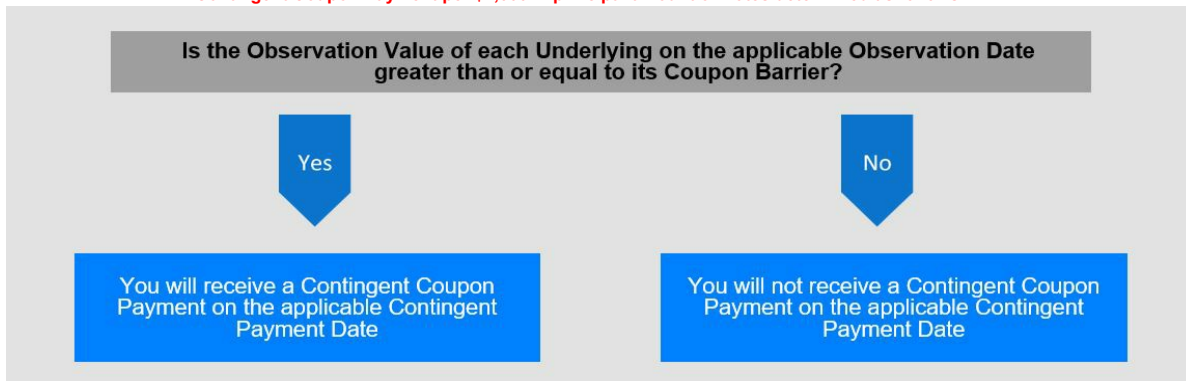 Is the Observation Value of each Underlying on the applicable Observation Date
greater than or equal to its Coupon Barrier?
Yes
No
You will receive a Contingent Coupon
Payment on the applicable Contingent
Payment Date
You will not receive a Contingent Coupon
Payment on the applicable Contingent
Payment Date